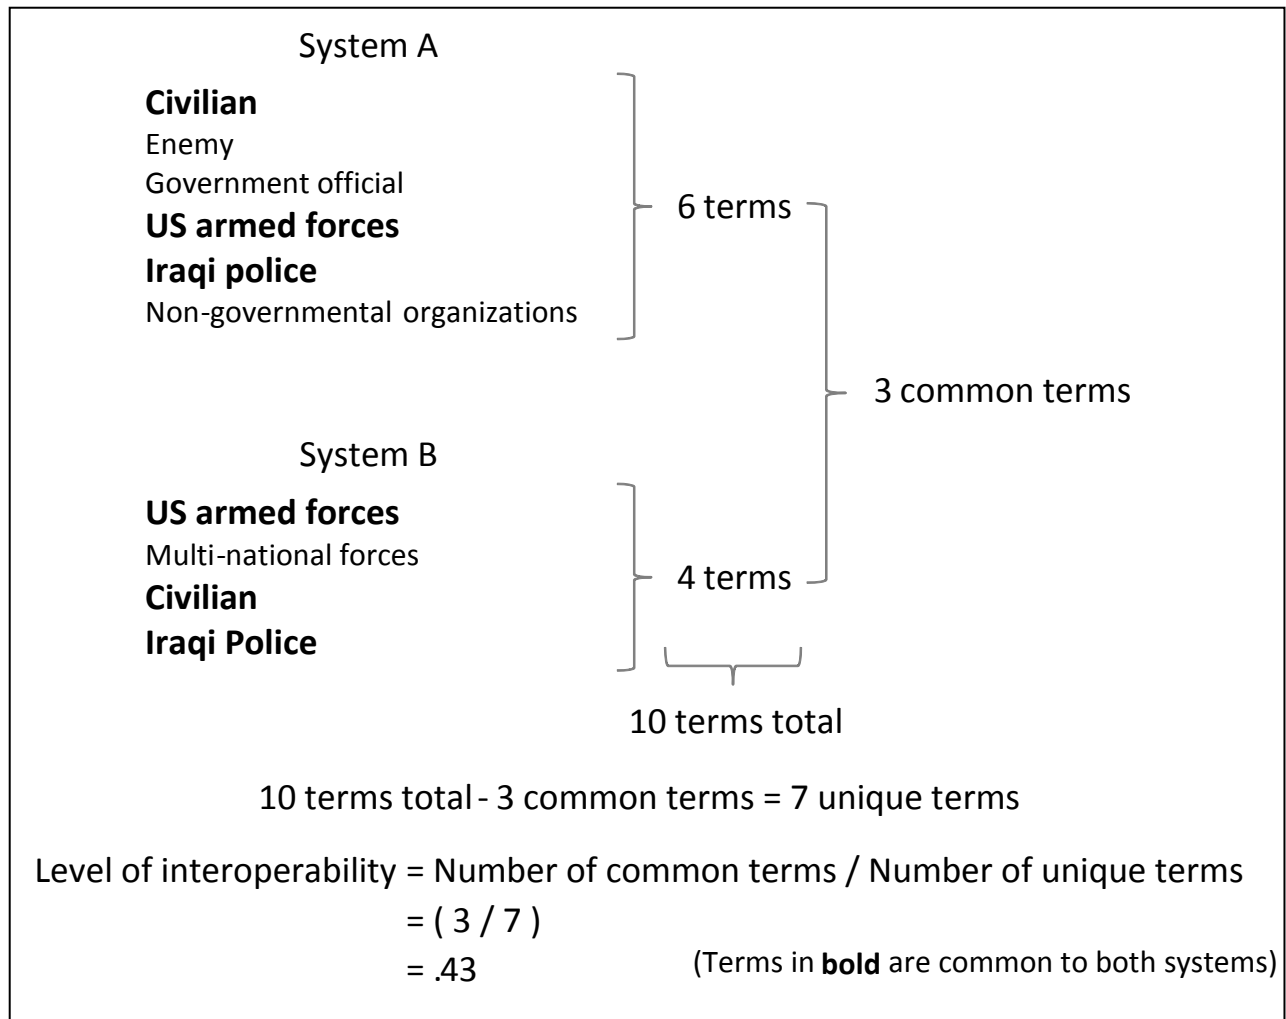 System A
Civilian
Enemy
Government official
US armed forces
Iraqi police
Non-governmental organizations
6 terms
3 common terms
System B
US armed forces
Multi-national forces
Civilian
Iraqi Police
4 terms
10 terms total
10 terms total - 3 common terms = 7 unique terms
Level of interoperability = Number of common terms / Number of unique terms
= ( 3 / 7 )
= .43
(Terms in bold are common to both systems)